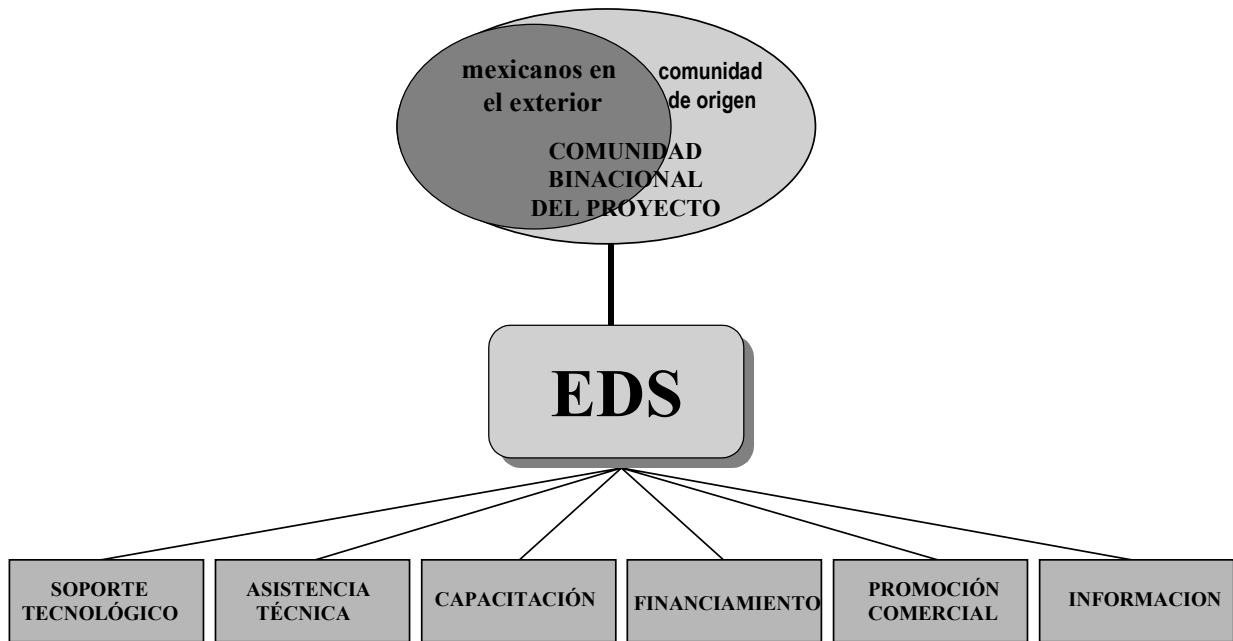 mexicanos en
el exterior
comunidad
de origen
COMUNIDAD
BINACIONAL
DEL PROYECTO
EDS
SOPORTE
TECNOLÓGICO
ASISTENCIA
TÉCNICA
CAPACITACIÓN
FINANCIAMIENTO
PROMOCIÓN
COMERCIAL
INFORMACION